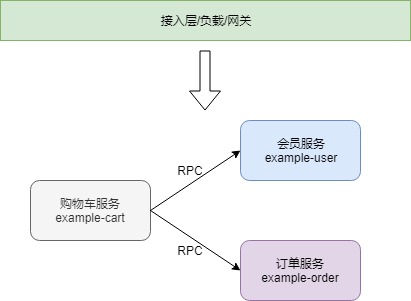 接入层/负载/网关
会员服务
example-user
RPC
购物车服务
example-cart
RPC
订单服务
example-order